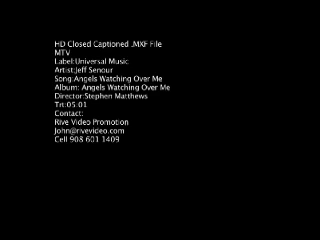 HD Closed Captioned .MXF File
MTV
Label:Universal Music
Artist:Jeff Senour
Song:Angels Watching Over Me
Album: Angels Watching Over Me
Director:Stephen Matthews
Trt:05:01
Contact:
Rive Video Promotion
John@rivevideo.com
Cell 908 601 1409